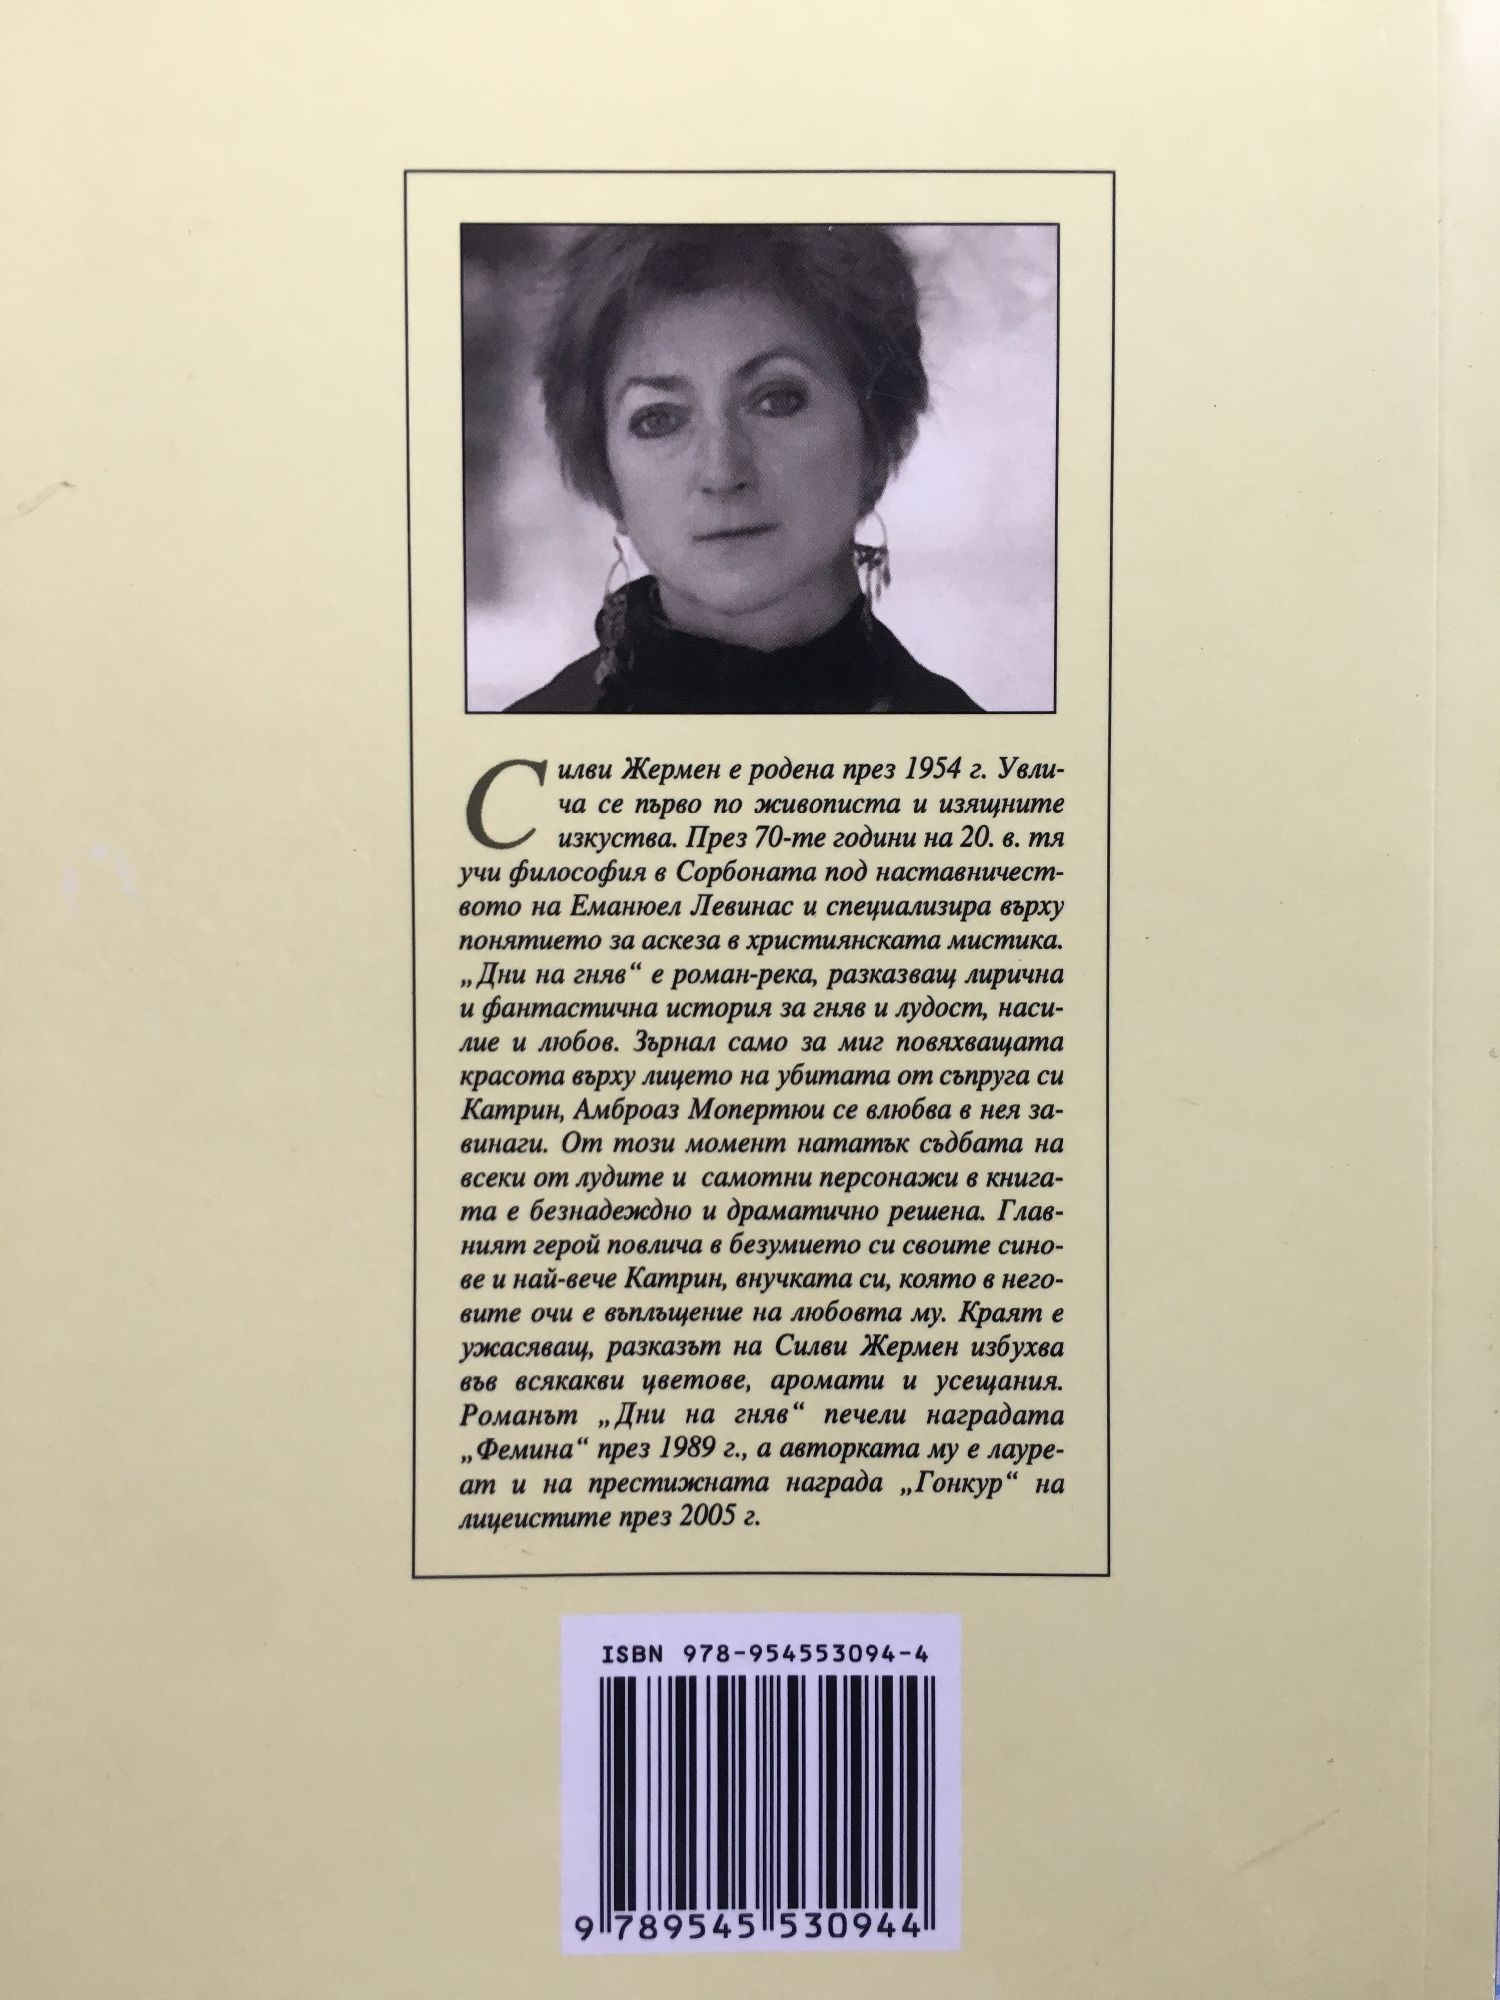 Силви Жермен е родена през 1954 г. Увли-
ча се първо по живописта и изящните
изкуства. През 70-те години на 20. в. тя
учи философия в Сорбоната под наставничест-
вото на Еманюел Левинас и специализира върху
понятието за аскеза в християнската мистика.
„Дни на гняв“ е роман-река, разказващ лирична
и фантастична история за гняв и лудост, наси-
лие и любов. Зърнал само за миг повяхващата
красота върху лицето на убитата от съпруга си
Катрин, Амброаз Мопертюи се влюбва в нея за-
винаги. От този момент нататък съдбата на
всеки от лудите и самотни персонажи в книга-
та е безнадеждно и драматично решена. Глав-
ният герой повлича в безумието си своите сино-
ве и най-вече Катрин, внучката си, която в него-
вите очи е въплъщение на любовта му. Краят е
ужасяващ, разказът на Силви Жермен избухва
във всякакви цветове, аромати и усещания.
Романът „Дни на гняв“ печели наградата
„Фемина“ през 1989 г., а авторката му е лауре-
ат и на престижната награда „Гонкур“ на
лицеистите през 2005 г.
ISBN 978-954553094-4
9 789545 530944